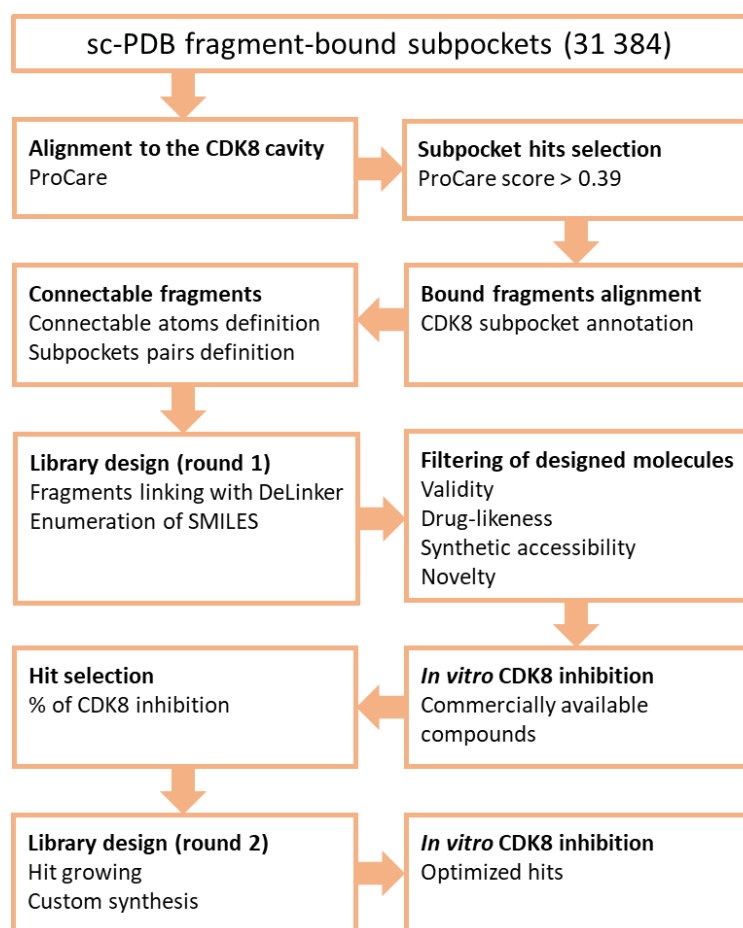 sc-PDB fragment-bound subpockets (31 384)
Alignment to the CDK8 cavity
ProCare
Subpocket hits selection
ProCare score > 0.39
Bound fragments alignment
CDK8 subpocket annotation
Connectable fragments
Connectable atoms definition
Subpockets pairs definition
Library design (round 1)
Fragments linking with DeLinker
Enumeration of SMILES
Filtering of designed molecules
Validity
Drug-likeness
Synthetic accessibility
Novelty
In vitro CDK8 inhibition
Commercially available
compounds
Hit selection
% of CDK8 inhibition
Library design (round 2)
Hit growing
Custom synthesis
In vitro CDK8 inhibition
Optimized hits